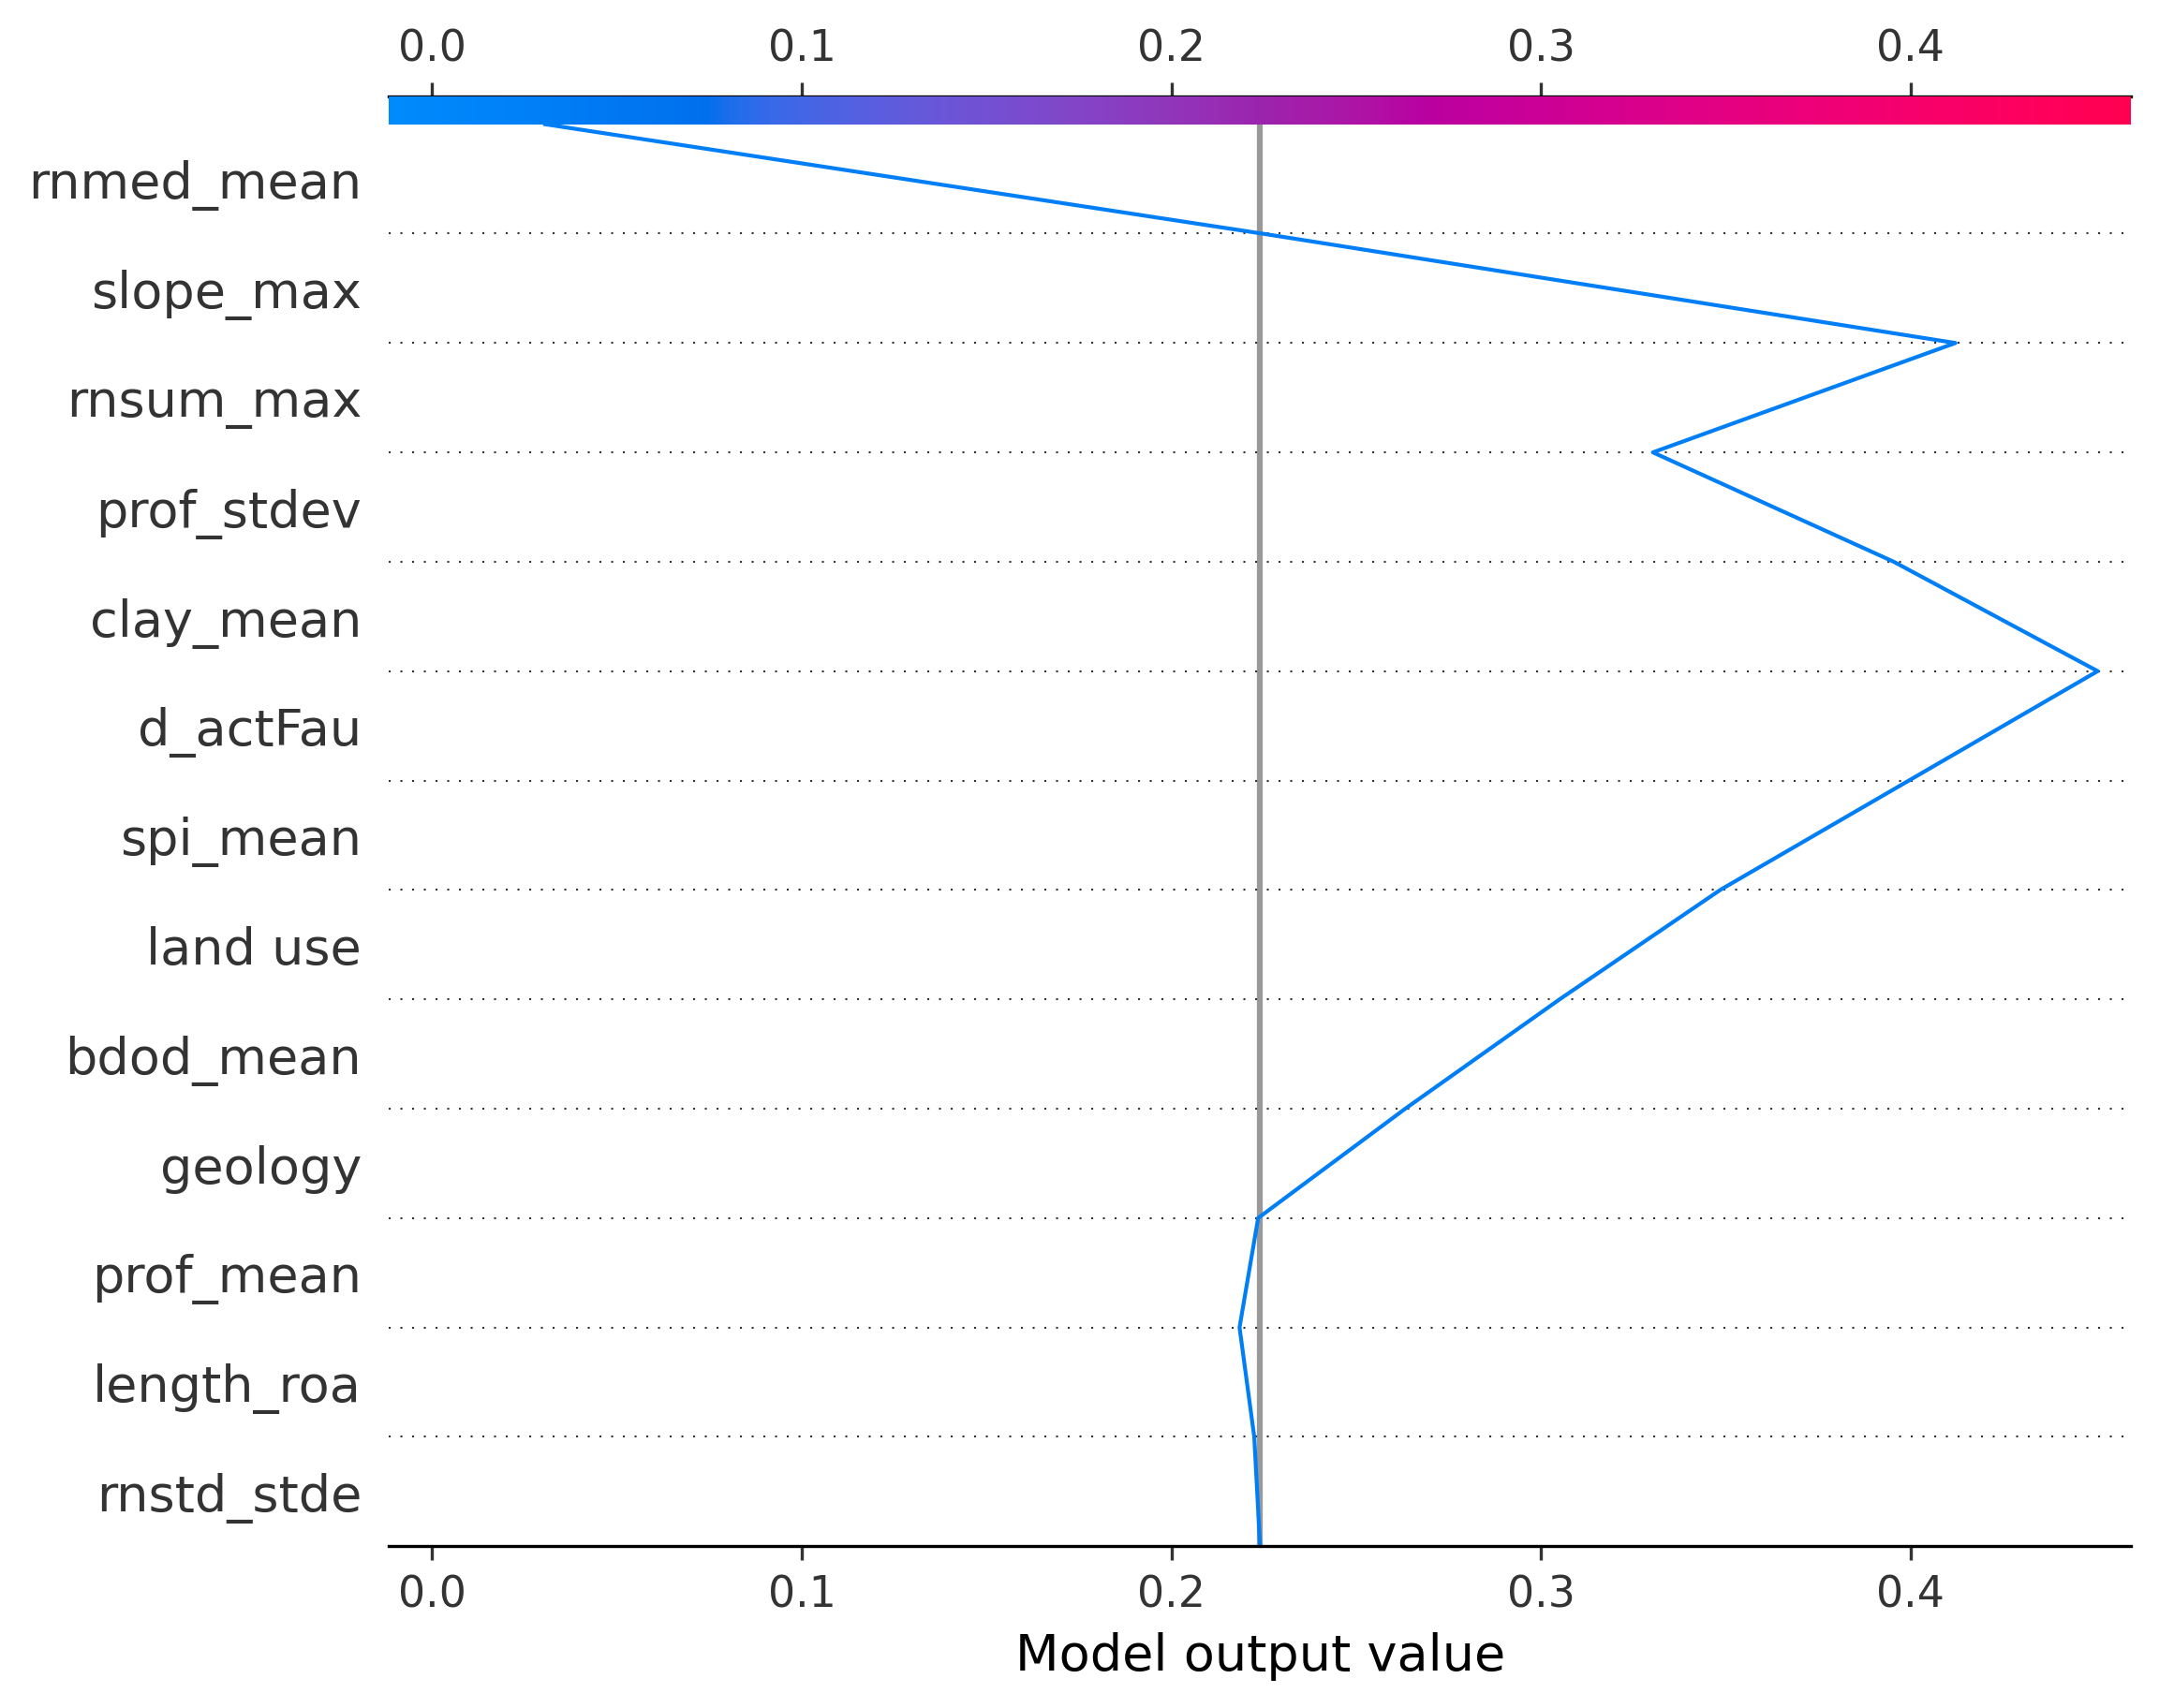 0.0 0.1 0.2 0.3 0.4
rnmed_mean
slope_max
rnsum_max
prof_stdev
clay_mean
d_actFau
spi_mean
land use
bdod_mean
geology
prof_mean
length_roa
rnstd_stde
0.0 0.1 0.2 0.3 0.4
Model output value